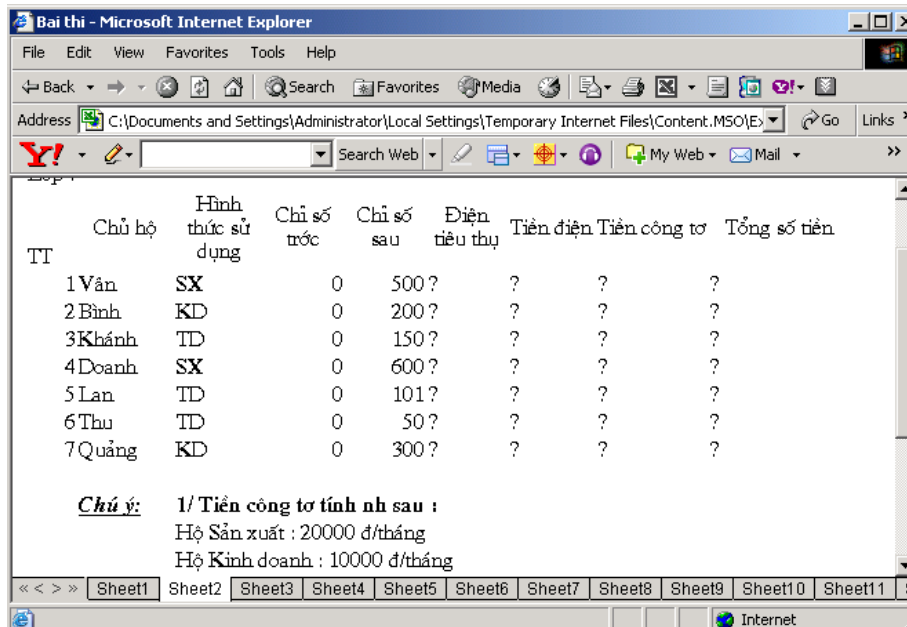 Bai thi - Microsoft Internet Explorer
File Edit View Favorites Tools Help
Back Search Favorites Media
Address C:\Documents and Settings\Administrator\Local Settings\Temporary Internet Files\Content.MSO\Ex Go Links
Y! Search Web My Web Mail
TT Chủ hộ Hình thức sử dụng Chỉ số trớc Chỉ số sau Điện tiêu thụ Tiền điện Tiền công tơ Tổng số tiền
1 Vân SX 0 500 ? ? ? ?
2 Bình KD 0 200 ? ? ? ?
3 Khánh TD 0 150 ? ? ? ?
4 Doanh SX 0 600 ? ? ? ?
5 Lan TD 0 101 ? ? ? ?
6 Thu TD 0 50 ? ? ? ?
7 Quảng KD 0 300 ? ? ? ?
Chú ý: 1/ Tiền công tơ tính nh sau :
Hộ Sản xuất : 20000 đ/tháng
Hộ Kinh doanh : 10000 đ/tháng
Sheet1 Sheet2 Sheet3 Sheet4 Sheet5 Sheet6 Sheet7 Sheet8 Sheet9 Sheet10 Sheet11
Internet